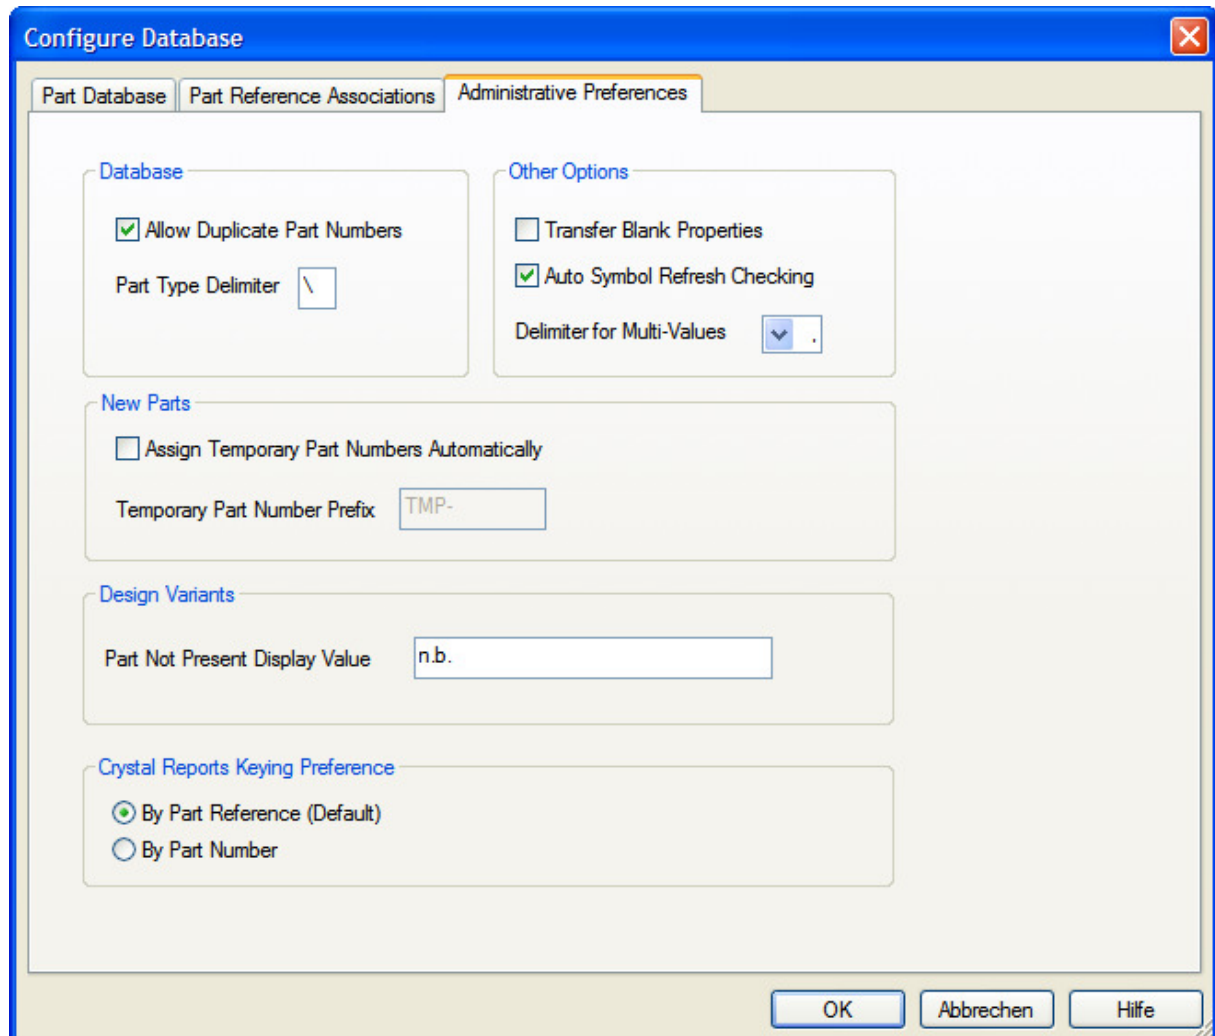 Configure Database
Part Database Part Reference Associations Administrative Preferences
Database
Allow Duplicate Part Numbers
Part Type Delimiter \
Other Options
Transfer Blank Properties
Auto Symbol Refresh Checking
Delimiter for Multi-Values ,
New Parts
Assign Temporary Part Numbers Automatically
Temporary Part Number Prefix TMP-
Design Variants
Part Not Present Display Value n.b.
Crystal Reports Keying Preference
By Part Reference (Default)
By Part Number
OK Abbrechen Hilfe